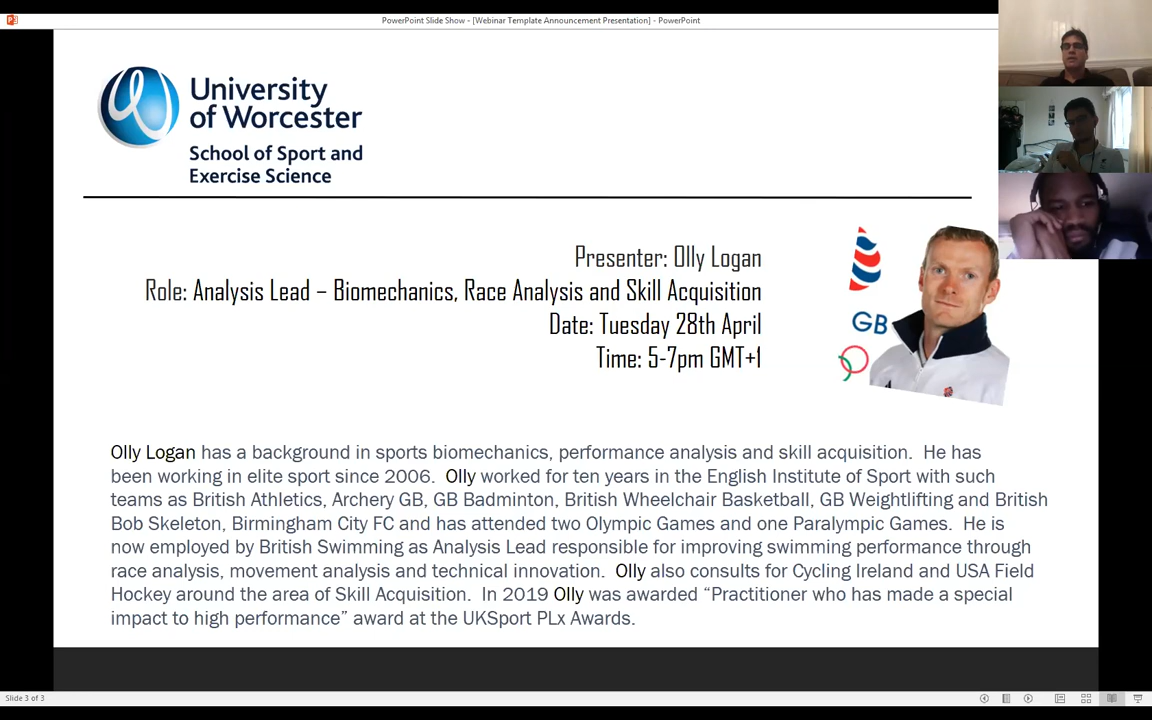 PowerPoint Slide Show - [Webinar Template Announcement Presentation] - PowerPoint
University
of Worcester
School of Sport and
Exercise Science
Presenter: Olly Logan
Role: Analysis Lead – Biomechanics, Race Analysis and Skill Acquisition
Date: Tuesday 28th April
Time: 5-7pm GMT+1
GB
Olly Logan has a background in sports biomechanics, performance analysis and skill acquisition. He has
been working in elite sport since 2006. Olly worked for ten years in the English Institute of Sport with such
teams as British Athletics, Archery GB, GB Badminton, British Wheelchair Basketball, GB Weightlifting and British
Bob Skeleton, Birmingham City FC and has attended two Olympic Games and one Paralympic Games. He is
now employed by British Swimming as Analysis Lead responsible for improving swimming performance through
race analysis, movement analysis and technical innovation. Olly also consults for Cycling Ireland and USA Field
Hockey around the area of Skill Acquisition. In 2019 Olly was awarded “Practitioner who has made a special
impact to high performance” award at the UKSport PLx Awards.
Slide 3 of 3